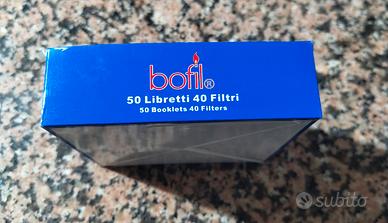 bofil®
50 Libretti 40 Filtri
50 Booklets 40 Filters
subito